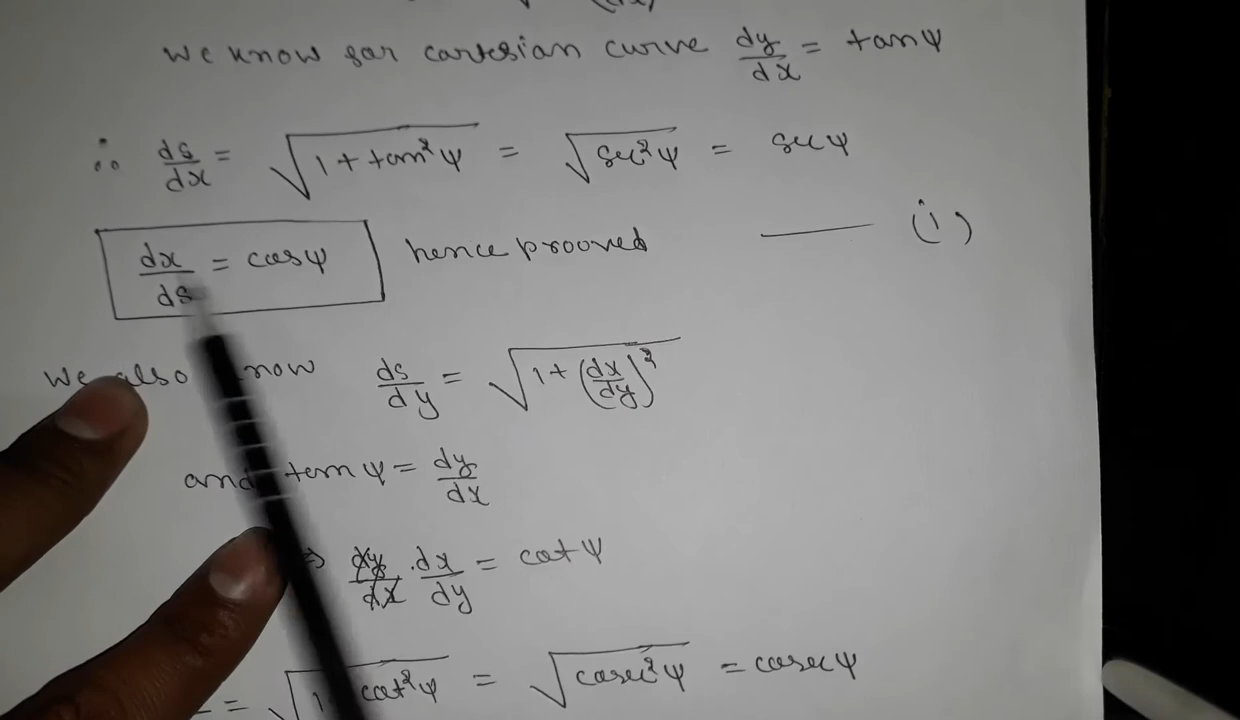 We know for cartesian curve dy/dx = tanψ
∴ ds/dx = √(1 + tan²ψ) = √(sec²ψ) = secψ
dx/ds = cosψ hence prooved —— (i)
We also know ds/dy = √(1 + (dx/dy)²)
and tanψ = dy/dx
⇒ dy/dx . dx/dy = cotψ
= √(1 cot²ψ) = √(cosec²ψ) = cosecψ